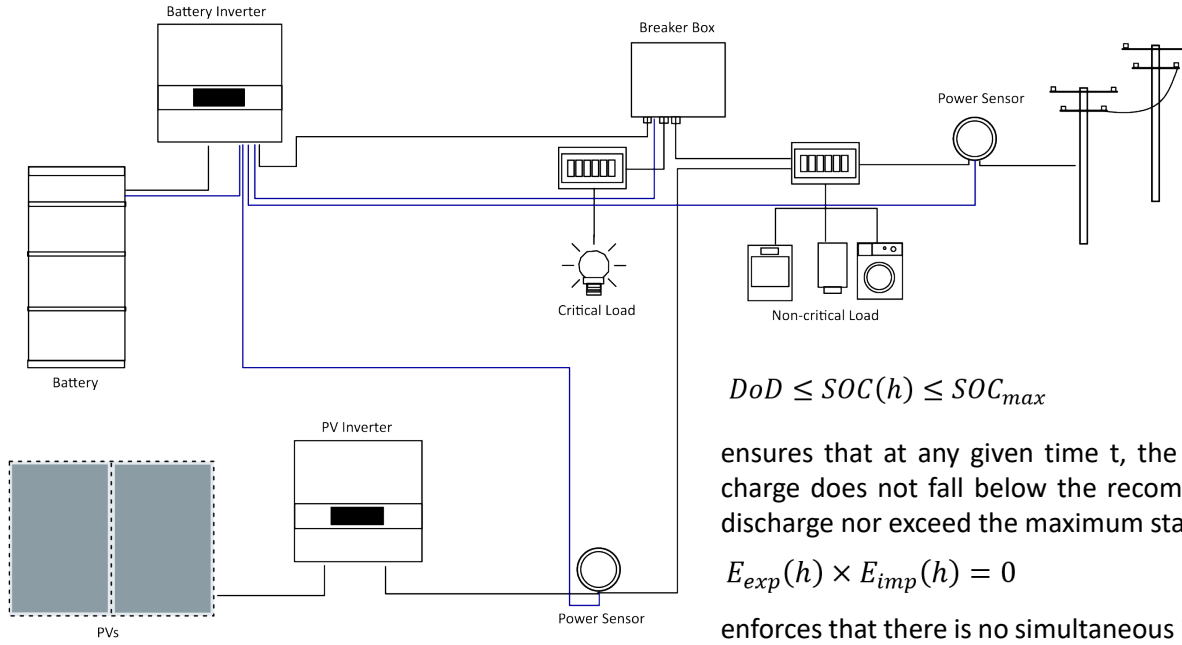 Battery Inverter
Breaker Box
Power Sensor
Critical Load
Non-critical Load
Battery
DoD ≤ SOC(h) ≤ SOC_max
PV Inverter
ensures that at any given time t, the
charge does not fall below the recom
discharge nor exceed the maximum sta
E_exp(h) × E_imp(h) = 0
Power Sensor
PVs
enforces that there is no simultaneous